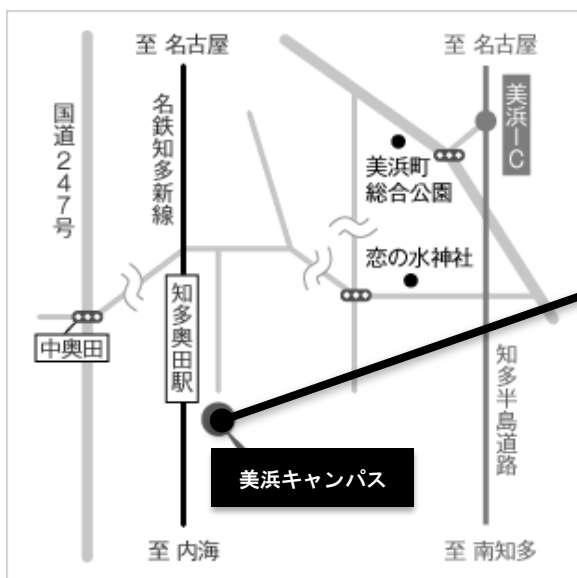 至 名古屋
至 名古屋
国道247号
名鉄知多新線
美浜IC
美浜町
総合公園
恋の水神社
知多奥田駅
中奥田
知多半島道路
美浜キャンパス
至 内海
至 南知多